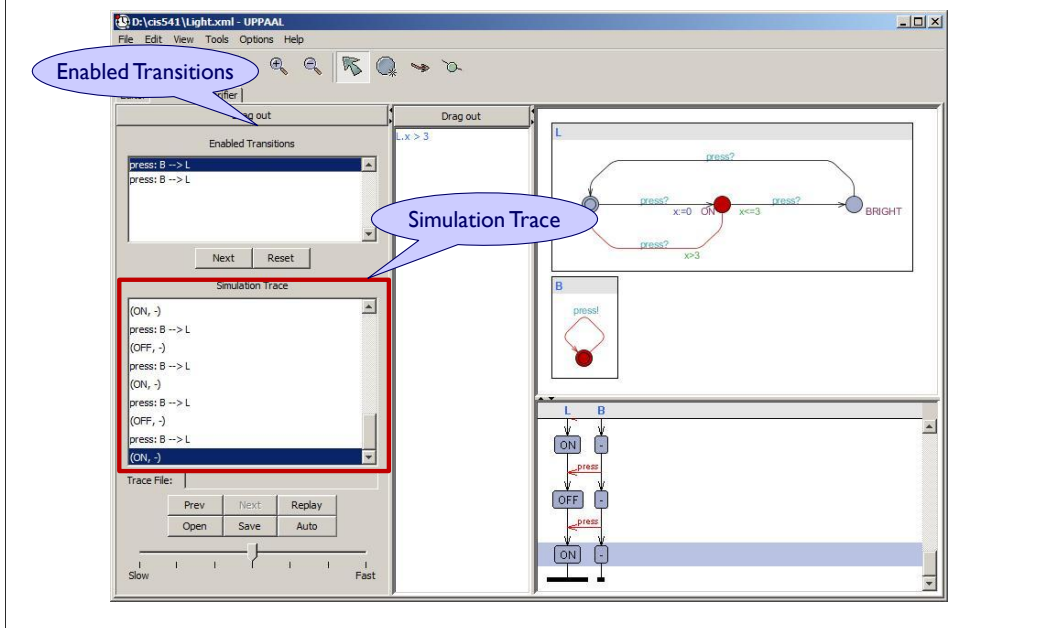 D:\cis541\Light.xml - UPPAAL
File Edit View Tools Options Help
Enabled Transitions
Drag out
L.x > 3
Enabled Transitions
press: B --> L
press: B --> L
Next Reset
Simulation Trace
Simulation Trace
(ON, -)
press: B --> L
(OFF, -)
press: B --> L
(ON, -)
press: B --> L
(OFF, -)
press: B --> L
(ON, -)
Trace File:
Prev Next Replay
Open Save Auto
Slow Fast
L
press?
press? press?
x:=0 ON x<=3 BRIGHT
press?
x>3
B
press!
L B
ON -
press
OFF -
press
ON -